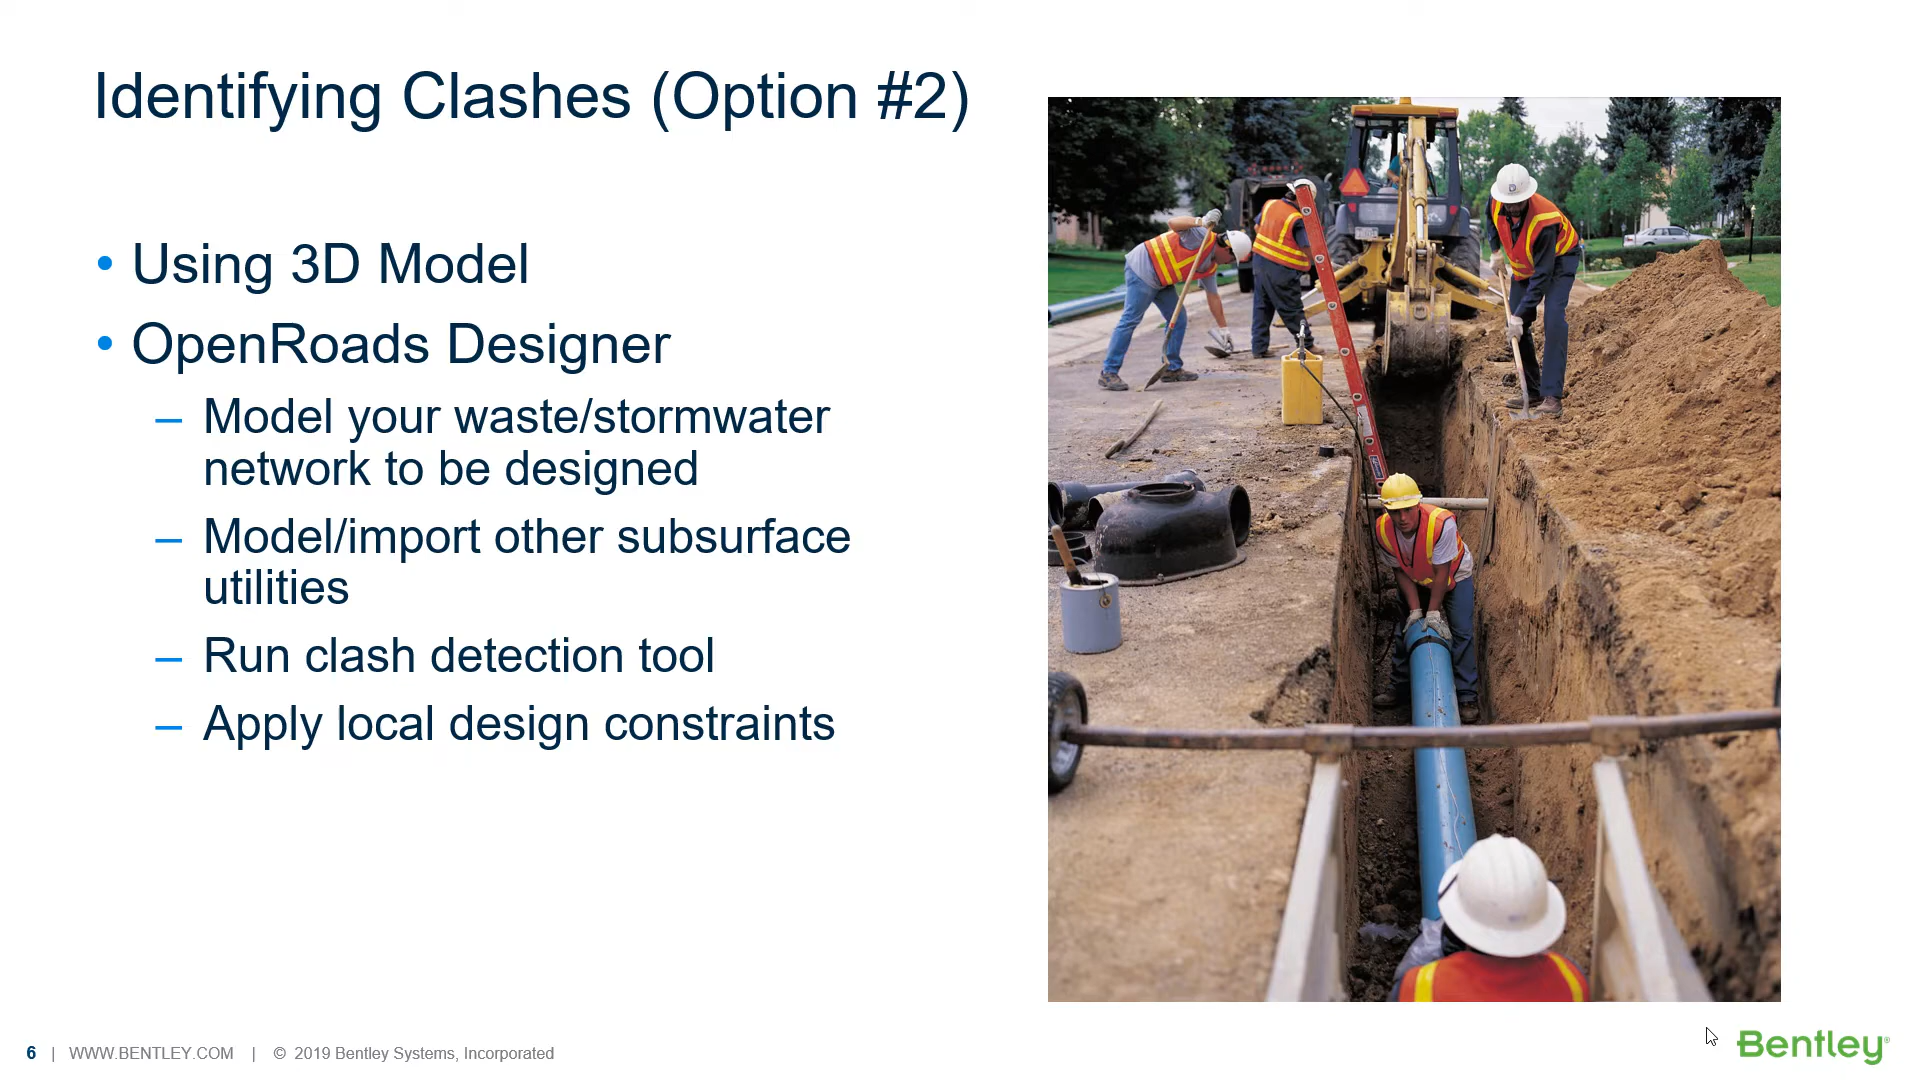 Identifying Clashes (Option #2)
• Using 3D Model
• OpenRoads Designer
– Model your waste/stormwater
network to be designed
– Model/import other subsurface
utilities
– Run clash detection tool
– Apply local design constraints
6 | WWW.BENTLEY.COM | © 2019 Bentley Systems, Incorporated
Bentley®